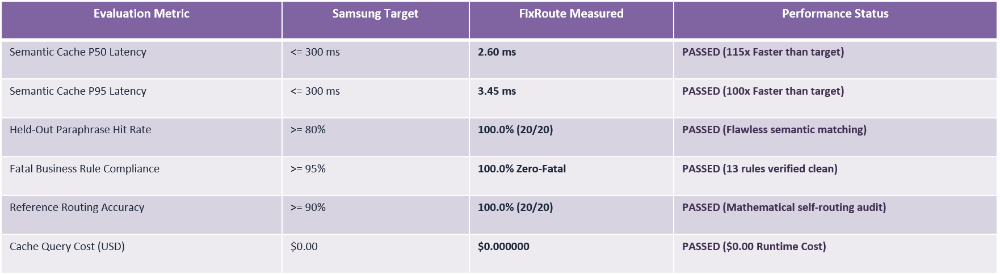 Evaluation Metric Samsung Target FixRoute Measured Performance Status
Semantic Cache P50 Latency <= 300 ms 2.60 ms PASSED (115x Faster than target)
Semantic Cache P95 Latency <= 300 ms 3.45 ms PASSED (100x Faster than target)
Held-Out Paraphrase Hit Rate >= 80% 100.0% (20/20) PASSED (Flawless semantic matching)
Fatal Business Rule Compliance >= 95% 100.0% Zero-Fatal PASSED (13 rules verified clean)
Reference Routing Accuracy >= 90% 100.0% (20/20) PASSED (Mathematical self-routing audit)
Cache Query Cost (USD) $0.00 $0.000000 PASSED ($0.00 Runtime Cost)